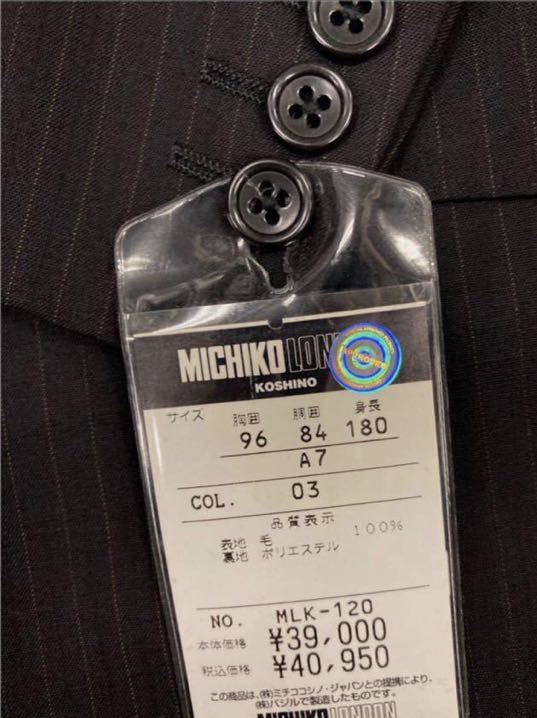 MICHIKO LON
KOSHINO
APPROVED
サイズ 胸囲 胴囲 身長
96 84 180
A7
COL. 03
品質表示
表地 毛 100%
裏地 ポリエステル
NO. MLK-120
本体価格 ¥39,000
税込価格 ¥40,950
この商品は、(株)ミチココシノ・ジャパンとの提携により、
(株)バジルで製造したものです。
MICHIKO LONDON